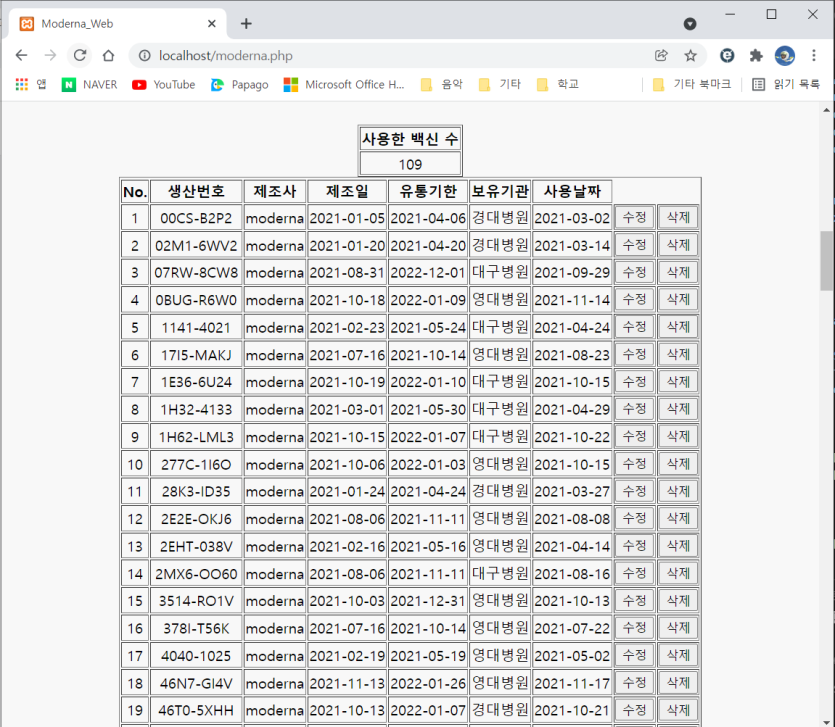 Moderna_Web
localhost/moderna.php
앱 NAVER YouTube Papago Microsoft Office H... 음악 기타 학교 기타 북마크 읽기 목록
사용한 백신 수
109
No. 생산번호 제조사 제조일 유통기한 보유기관 사용날짜
1 00CS-B2P2 moderna 2021-01-05 2021-04-06 경대병원 2021-03-02 수정 삭제
2 02M1-6WV2 moderna 2021-01-20 2021-04-20 경대병원 2021-03-14 수정 삭제
3 07RW-8CW8 moderna 2021-08-31 2022-12-01 대구병원 2021-09-29 수정 삭제
4 0BUG-R6W0 moderna 2021-10-18 2022-01-09 영대병원 2021-11-14 수정 삭제
5 1141-4021 moderna 2021-02-23 2021-05-24 대구병원 2021-04-24 수정 삭제
6 17I5-MAKJ moderna 2021-07-16 2021-10-14 영대병원 2021-08-23 수정 삭제
7 1E36-6U24 moderna 2021-10-19 2022-01-10 대구병원 2021-10-15 수정 삭제
8 1H32-4133 moderna 2021-03-01 2021-05-30 대구병원 2021-04-29 수정 삭제
9 1H62-LML3 moderna 2021-10-15 2022-01-07 대구병원 2021-10-22 수정 삭제
10 277C-1I6O moderna 2021-10-06 2022-01-03 영대병원 2021-10-15 수정 삭제
11 28K3-ID35 moderna 2021-01-24 2021-04-24 경대병원 2021-03-27 수정 삭제
12 2E2E-OKJ6 moderna 2021-08-06 2021-11-11 영대병원 2021-08-08 수정 삭제
13 2EHT-038V moderna 2021-02-16 2021-05-16 영대병원 2021-04-14 수정 삭제
14 2MX6-OO60 moderna 2021-08-06 2021-11-11 대구병원 2021-08-16 수정 삭제
15 3514-RO1V moderna 2021-10-03 2021-12-31 영대병원 2021-10-13 수정 삭제
16 378I-T56K moderna 2021-07-16 2021-10-14 영대병원 2021-07-22 수정 삭제
17 4040-1025 moderna 2021-02-19 2021-05-19 영대병원 2021-05-02 수정 삭제
18 46N7-GI4V moderna 2021-11-13 2022-01-26 영대병원 2021-11-17 수정 삭제
19 46T0-5XHH moderna 2021-10-13 2022-01-07 경대병원 2021-10-21 수정 삭제